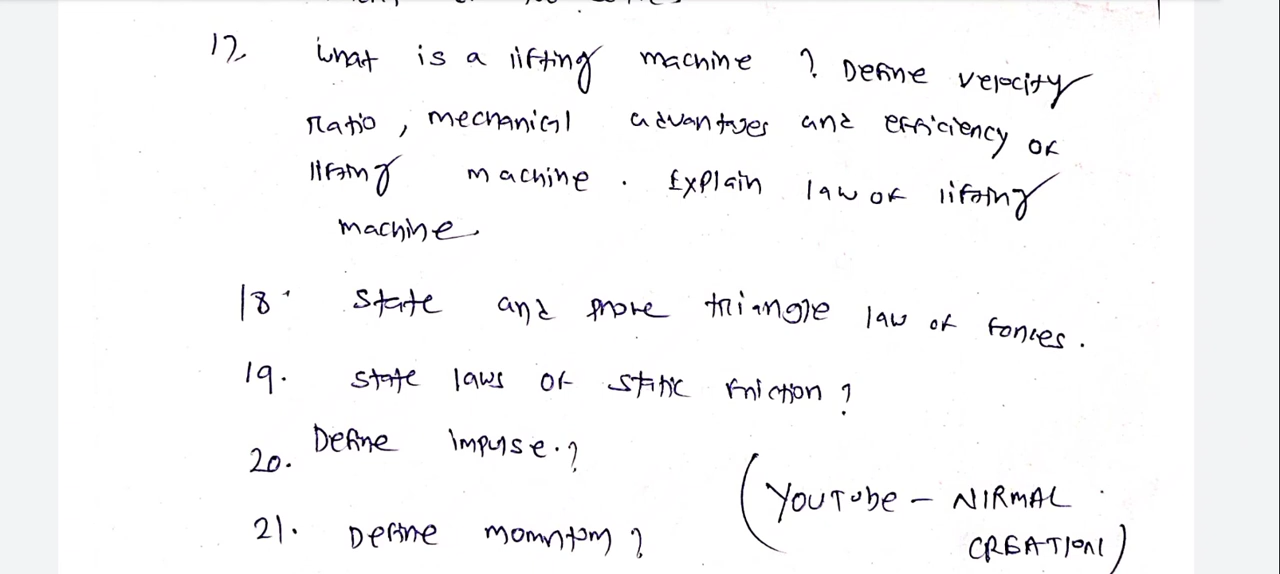 17. What is a lifting machine ? Define velocity
Ratio , mechanical advantages and efficiency of
lifting machine . Explain law of lifting
machine
18. State and prove triangle law of forces .
19. State laws of static friction ?
20. Define Impulse . ?
21. Define momntom ?
(YouTube - NIRMAL
CREATION)